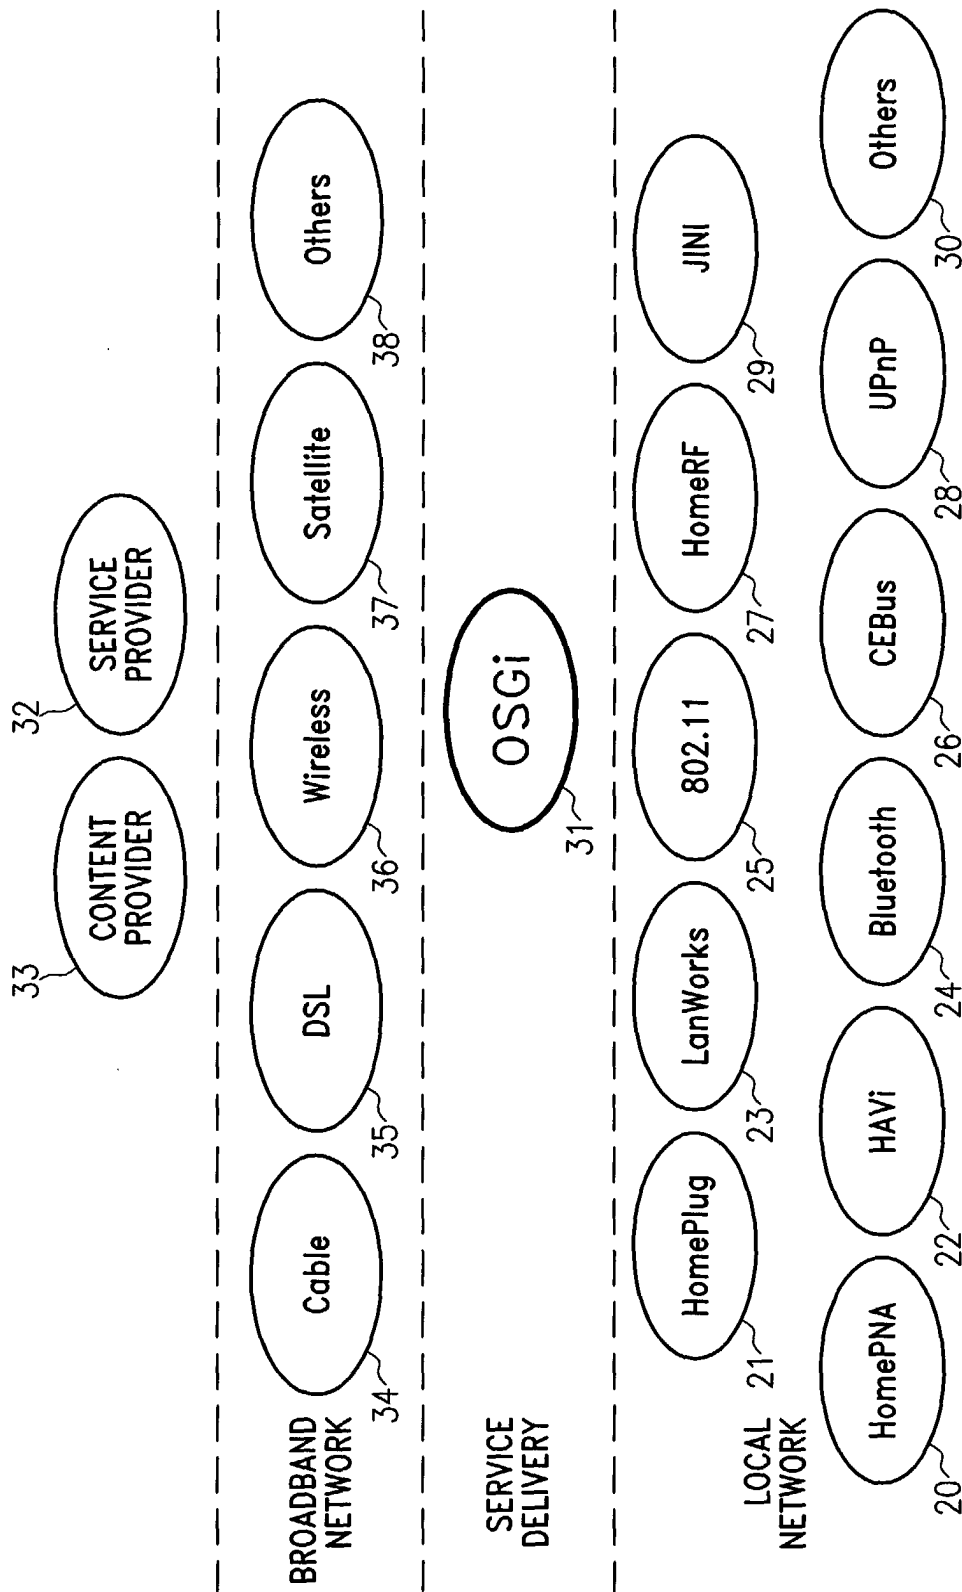 33
CONTENT
PROVIDER
32
SERVICE
PROVIDER
BROADBAND
NETWORK
Cable
34
DSL
35
Wireless
36
Satellite
37
Others
38
SERVICE
DELIVERY
OSGi
31
LOCAL
NETWORK
HomePlug
21
LanWorks
23
802.11
25
HomeRF
27
JINI
29
HomePNA
20
HAVi
22
Bluetooth
24
CEBus
26
UPnP
28
Others
30